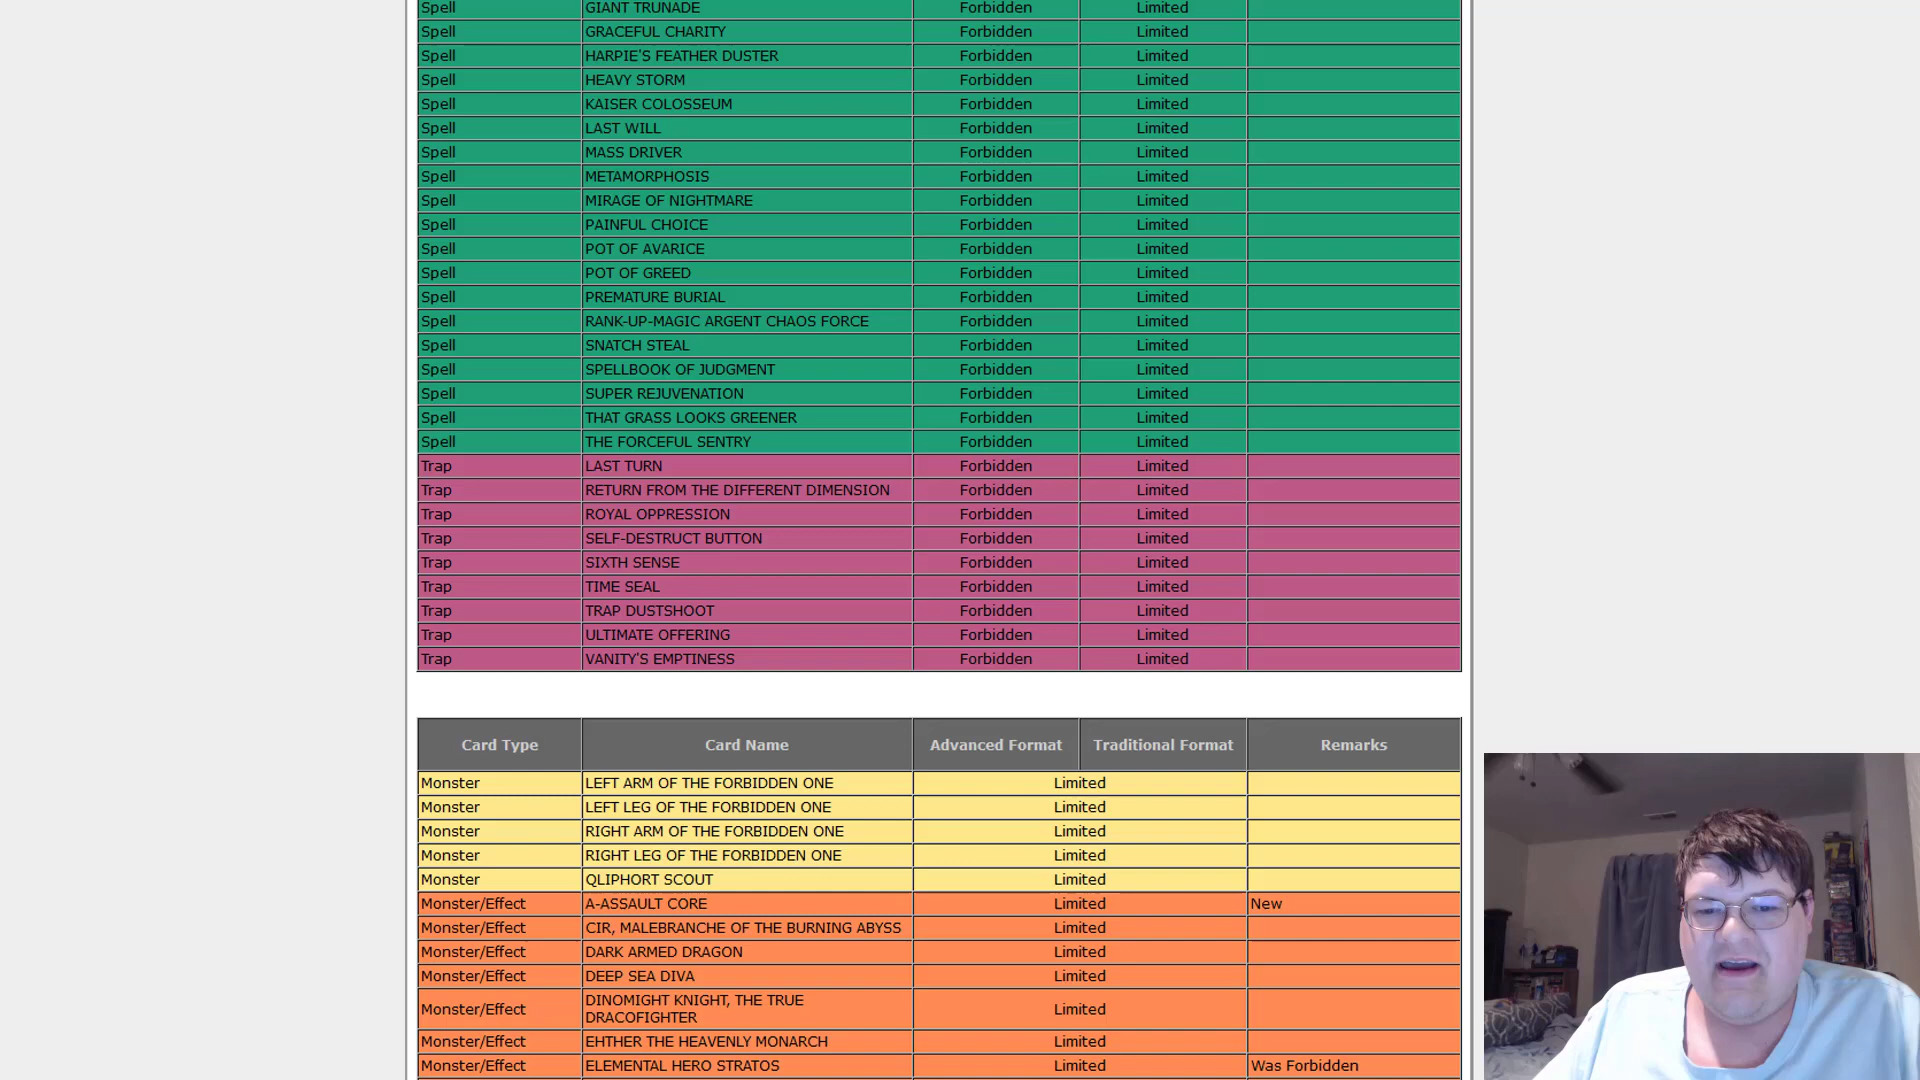 Spell GIANT TRUNADE Forbidden Limited
Spell GRACEFUL CHARITY Forbidden Limited
Spell HARPIE'S FEATHER DUSTER Forbidden Limited
Spell HEAVY STORM Forbidden Limited
Spell KAISER COLOSSEUM Forbidden Limited
Spell LAST WILL Forbidden Limited
Spell MASS DRIVER Forbidden Limited
Spell METAMORPHOSIS Forbidden Limited
Spell MIRAGE OF NIGHTMARE Forbidden Limited
Spell PAINFUL CHOICE Forbidden Limited
Spell POT OF AVARICE Forbidden Limited
Spell POT OF GREED Forbidden Limited
Spell PREMATURE BURIAL Forbidden Limited
Spell RANK-UP-MAGIC ARGENT CHAOS FORCE Forbidden Limited
Spell SNATCH STEAL Forbidden Limited
Spell SPELLBOOK OF JUDGMENT Forbidden Limited
Spell SUPER REJUVENATION Forbidden Limited
Spell THAT GRASS LOOKS GREENER Forbidden Limited
Spell THE FORCEFUL SENTRY Forbidden Limited
Trap LAST TURN Forbidden Limited
Trap RETURN FROM THE DIFFERENT DIMENSION Forbidden Limited
Trap ROYAL OPPRESSION Forbidden Limited
Trap SELF-DESTRUCT BUTTON Forbidden Limited
Trap SIXTH SENSE Forbidden Limited
Trap TIME SEAL Forbidden Limited
Trap TRAP DUSTSHOOT Forbidden Limited
Trap ULTIMATE OFFERING Forbidden Limited
Trap VANITY'S EMPTINESS Forbidden Limited
Card Type Card Name Advanced Format Traditional Format Remarks
Monster LEFT ARM OF THE FORBIDDEN ONE Limited
Monster LEFT LEG OF THE FORBIDDEN ONE Limited
Monster RIGHT ARM OF THE FORBIDDEN ONE Limited
Monster RIGHT LEG OF THE FORBIDDEN ONE Limited
Monster QLIPHORT SCOUT Limited
Monster/Effect A-ASSAULT CORE Limited New
Monster/Effect CIR, MALEBRANCHE OF THE BURNING ABYSS Limited
Monster/Effect DARK ARMED DRAGON Limited
Monster/Effect DEEP SEA DIVA Limited
Monster/Effect DINOMIGHT KNIGHT, THE TRUE Limited
DRACOFIGHTER
Monster/Effect EHTHER THE HEAVENLY MONARCH Limited
Monster/Effect ELEMENTAL HERO STRATOS Limited Was Forbidden